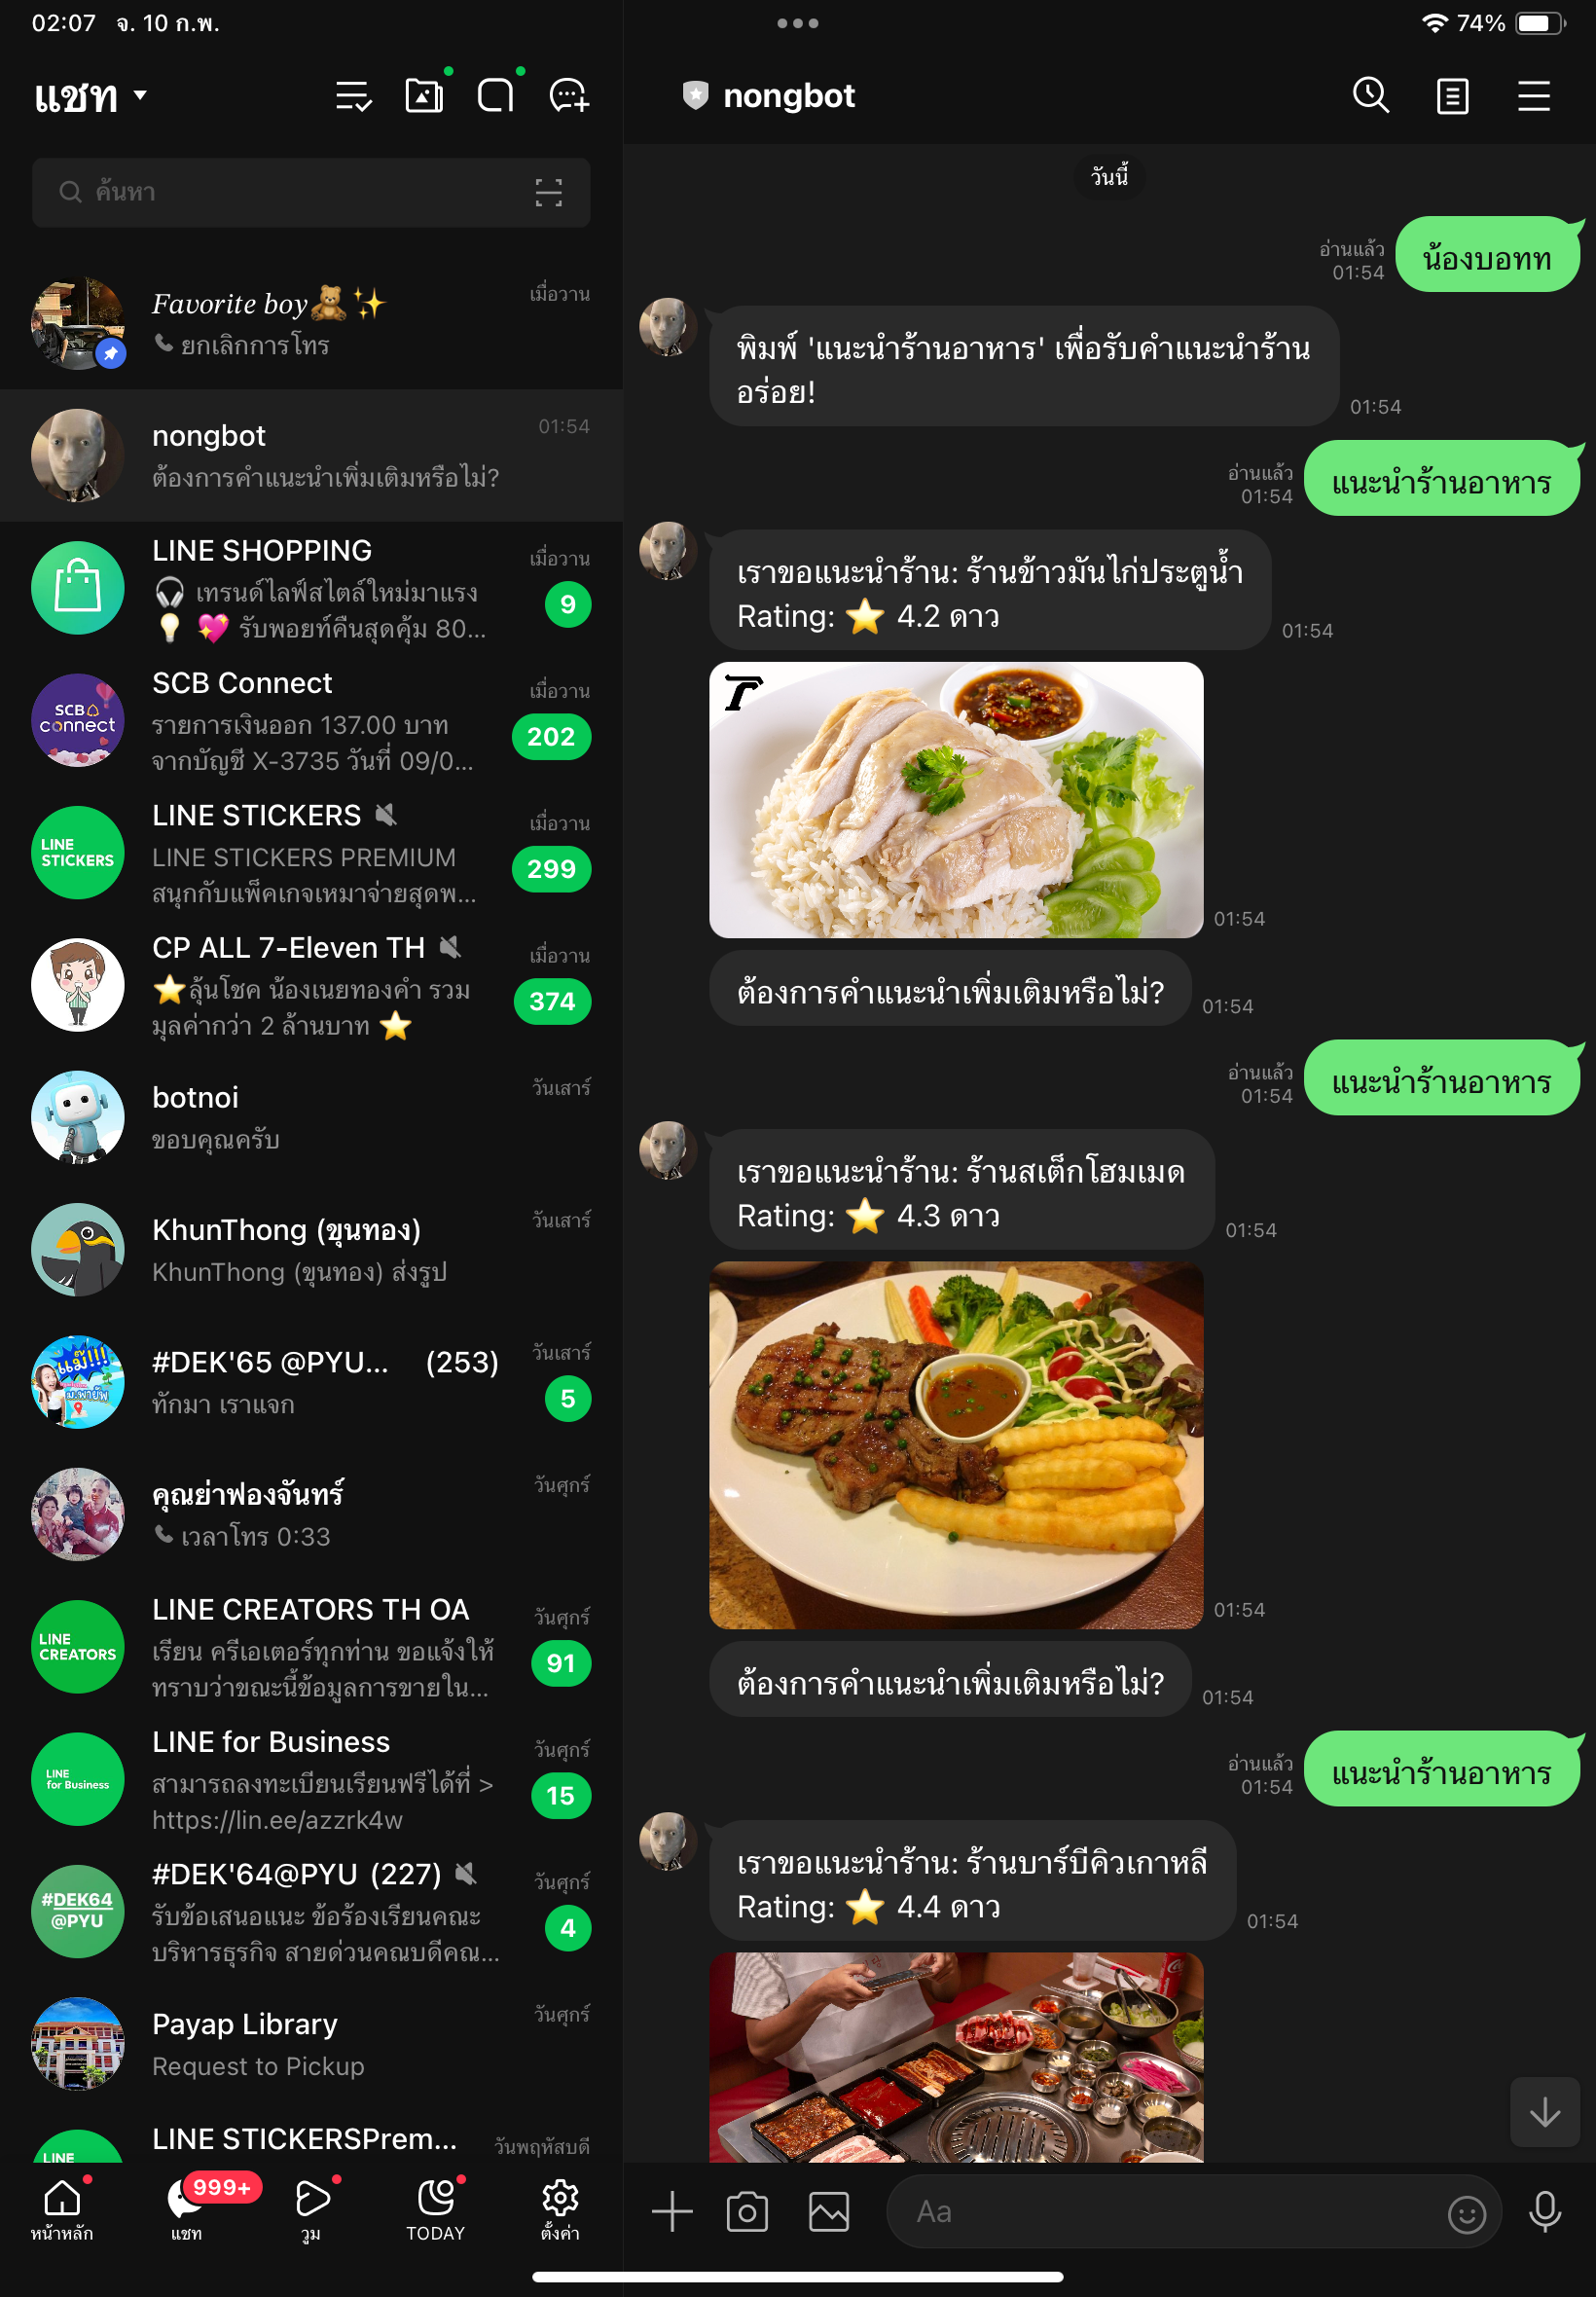 02:07 จ. 10 ก.พ.
74%
แชท
ค้นหา
Favorite boy🧸✨
เมื่อวาน
ยกเลิกการโทร
nongbot
01:54
ต้องการคำแนะนำเพิ่มเติมหรือไม่?
LINE SHOPPING
เมื่อวาน
🎧 เทรนด์ไลฟ์สไตล์ใหม่มาแรง
💡 💖 รับพอยท์คืนสุดคุ้ม 80...
9
SCB
connect
SCB Connect
เมื่อวาน
รายการเงินออก 137.00 บาท
จากบัญชี X-3735 วันที่ 09/0...
202
LINE
STICKERS
LINE STICKERS
เมื่อวาน
LINE STICKERS PREMIUM
สนุกกับแพ็คเกจเหมาจ่ายสุดพ...
299
CP ALL 7-Eleven TH
เมื่อวาน
⭐ลุ้นโชค น้องเนยทองคำ รวม
มูลค่ากว่า 2 ล้านบาท ⭐
374
botnoi
วันเสาร์
ขอบคุณครับ
KhunThong (ขุนทอง)
วันเสาร์
KhunThong (ขุนทอง) ส่งรูป
แม๊!!!
ม.พายัพ
#DEK'65 @PYU... (253)
วันเสาร์
ทักมา เราแจก
5
คุณย่าฟองจันทร์
วันศุกร์
เวลาโทร 0:33
LINE
CREATORS
LINE CREATORS TH OA
วันศุกร์
เรียน ครีเอเตอร์ทุกท่าน ขอแจ้งให้
ทราบว่าขณะนี้ข้อมูลการขายใน...
91
LINE
for Business
LINE for Business
วันศุกร์
สามารถลงทะเบียนเรียนฟรีได้ที่ >
https://lin.ee/azzrk4w
15
#DEK64
@PYU
#DEK'64@PYU (227)
วันศุกร์
รับข้อเสนอแนะ ข้อร้องเรียนคณะ
บริหารธุรกิจ สายด่วนคณบดีคณ...
4
Payap Library
วันศุกร์
Request to Pickup
LINE
LINE STICKERSPrem...
วันพฤหัสบดี
999+
หน้าหลัก
แชท
วูม
TODAY
ตั้งค่า
nongbot
วันนี้
น้องบอทท
อ่านแล้ว
01:54
พิมพ์ 'แนะนำร้านอาหาร' เพื่อรับคำแนะนำร้าน
อร่อย!
01:54
แนะนำร้านอาหาร
อ่านแล้ว
01:54
เราขอแนะนำร้าน: ร้านข้าวมันไก่ประตูน้ำ
Rating: ⭐ 4.2 ดาว
01:54
T
01:54
ต้องการคำแนะนำเพิ่มเติมหรือไม่?
01:54
แนะนำร้านอาหาร
อ่านแล้ว
01:54
เราขอแนะนำร้าน: ร้านสเต็กโฮมเมด
Rating: ⭐ 4.3 ดาว
01:54
01:54
ต้องการคำแนะนำเพิ่มเติมหรือไม่?
01:54
แนะนำร้านอาหาร
อ่านแล้ว
01:54
เราขอแนะนำร้าน: ร้านบาร์บีคิวเกาหลี
Rating: ⭐ 4.4 ดาว
01:54
Aa